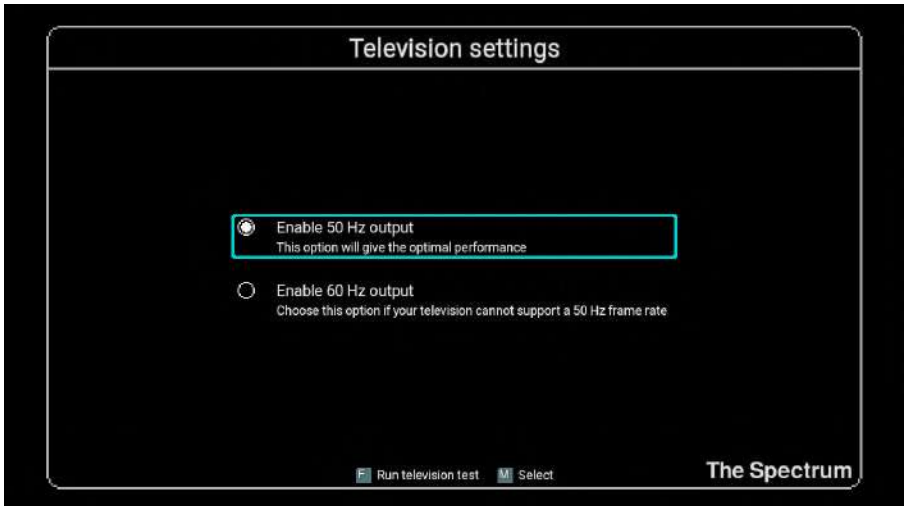 Television settings
Enable 50 Hz output
This option will give the optimal performance
Enable 60 Hz output
Choose this option if your television cannot support a 50 Hz frame rate
F Run television test M Select
The Spectrum